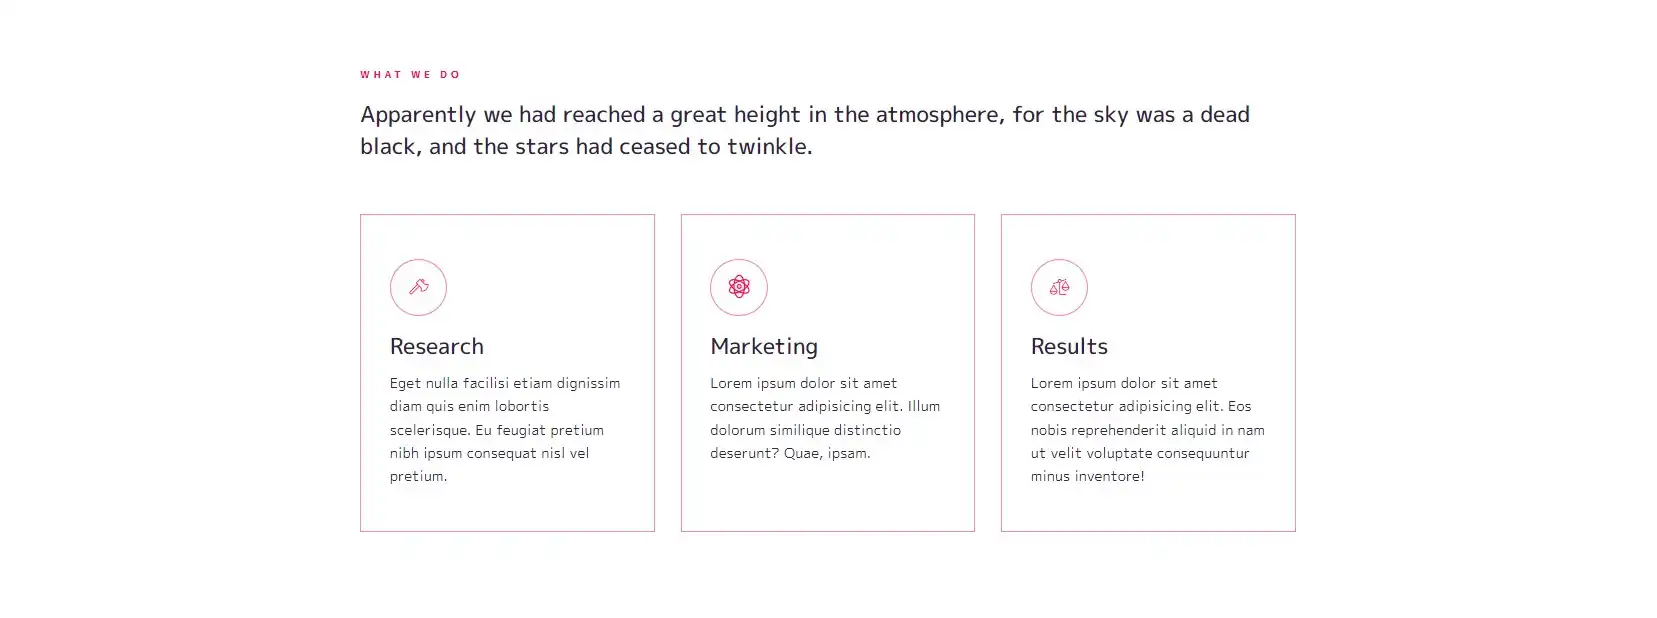 WHAT WE DO
Apparently we had reached a great height in the atmosphere, for the sky was a dead
black, and the stars had ceased to twinkle.
Research
Eget nulla facilisi etiam dignissim
diam quis enim lobortis
scelerisque. Eu feugiat pretium
nibh ipsum consequat nisl vel
pretium.
Marketing
Lorem ipsum dolor sit amet
consectetur adipisicing elit. Illum
dolorum similique distinctio
deserunt? Quae, ipsam.
Results
Lorem ipsum dolor sit amet
consectetur adipisicing elit. Eos
nobis reprehenderit aliquid in nam
ut velit voluptate consequuntur
minus inventore!